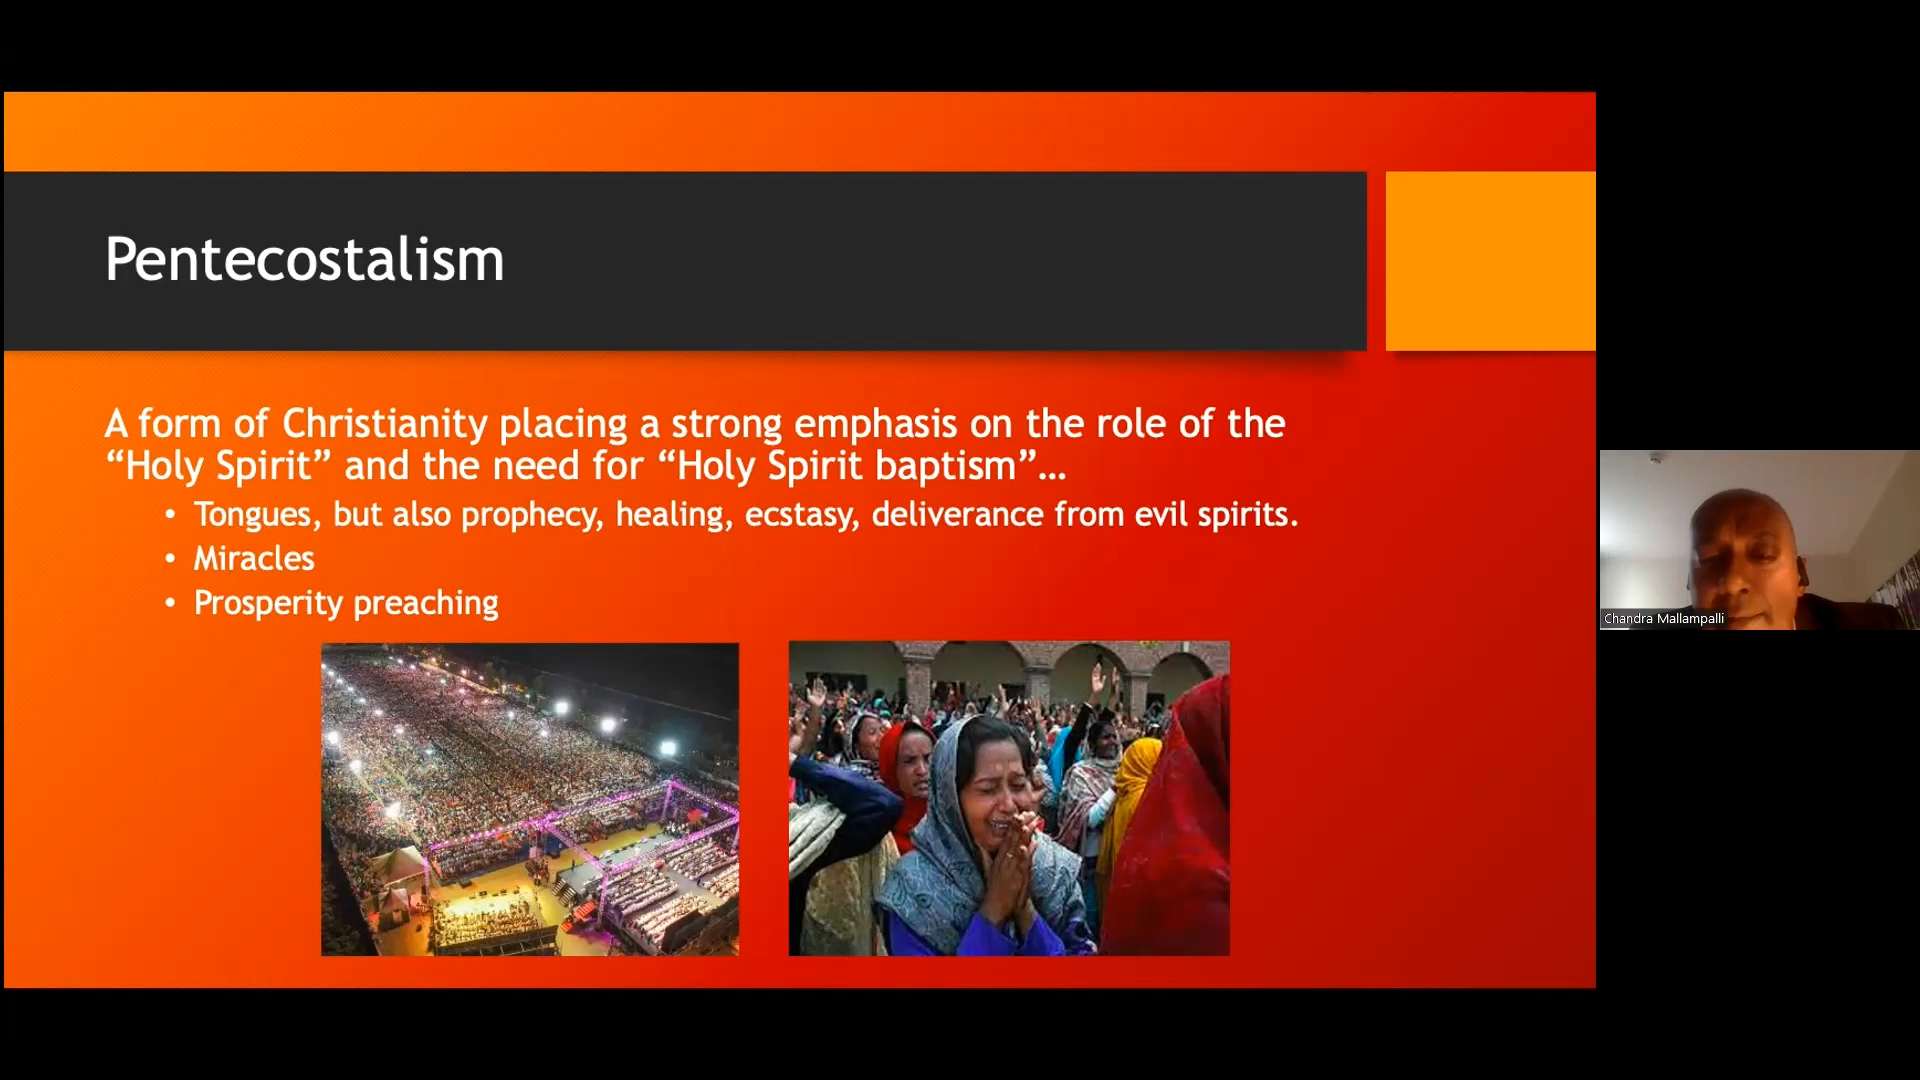 Pentecostalism
A form of Christianity placing a strong emphasis on the role of the
“Holy Spirit” and the need for “Holy Spirit baptism”…
• Tongues, but also prophecy, healing, ecstasy, deliverance from evil spirits.
• Miracles
• Prosperity preaching
Chandra Mallampalli